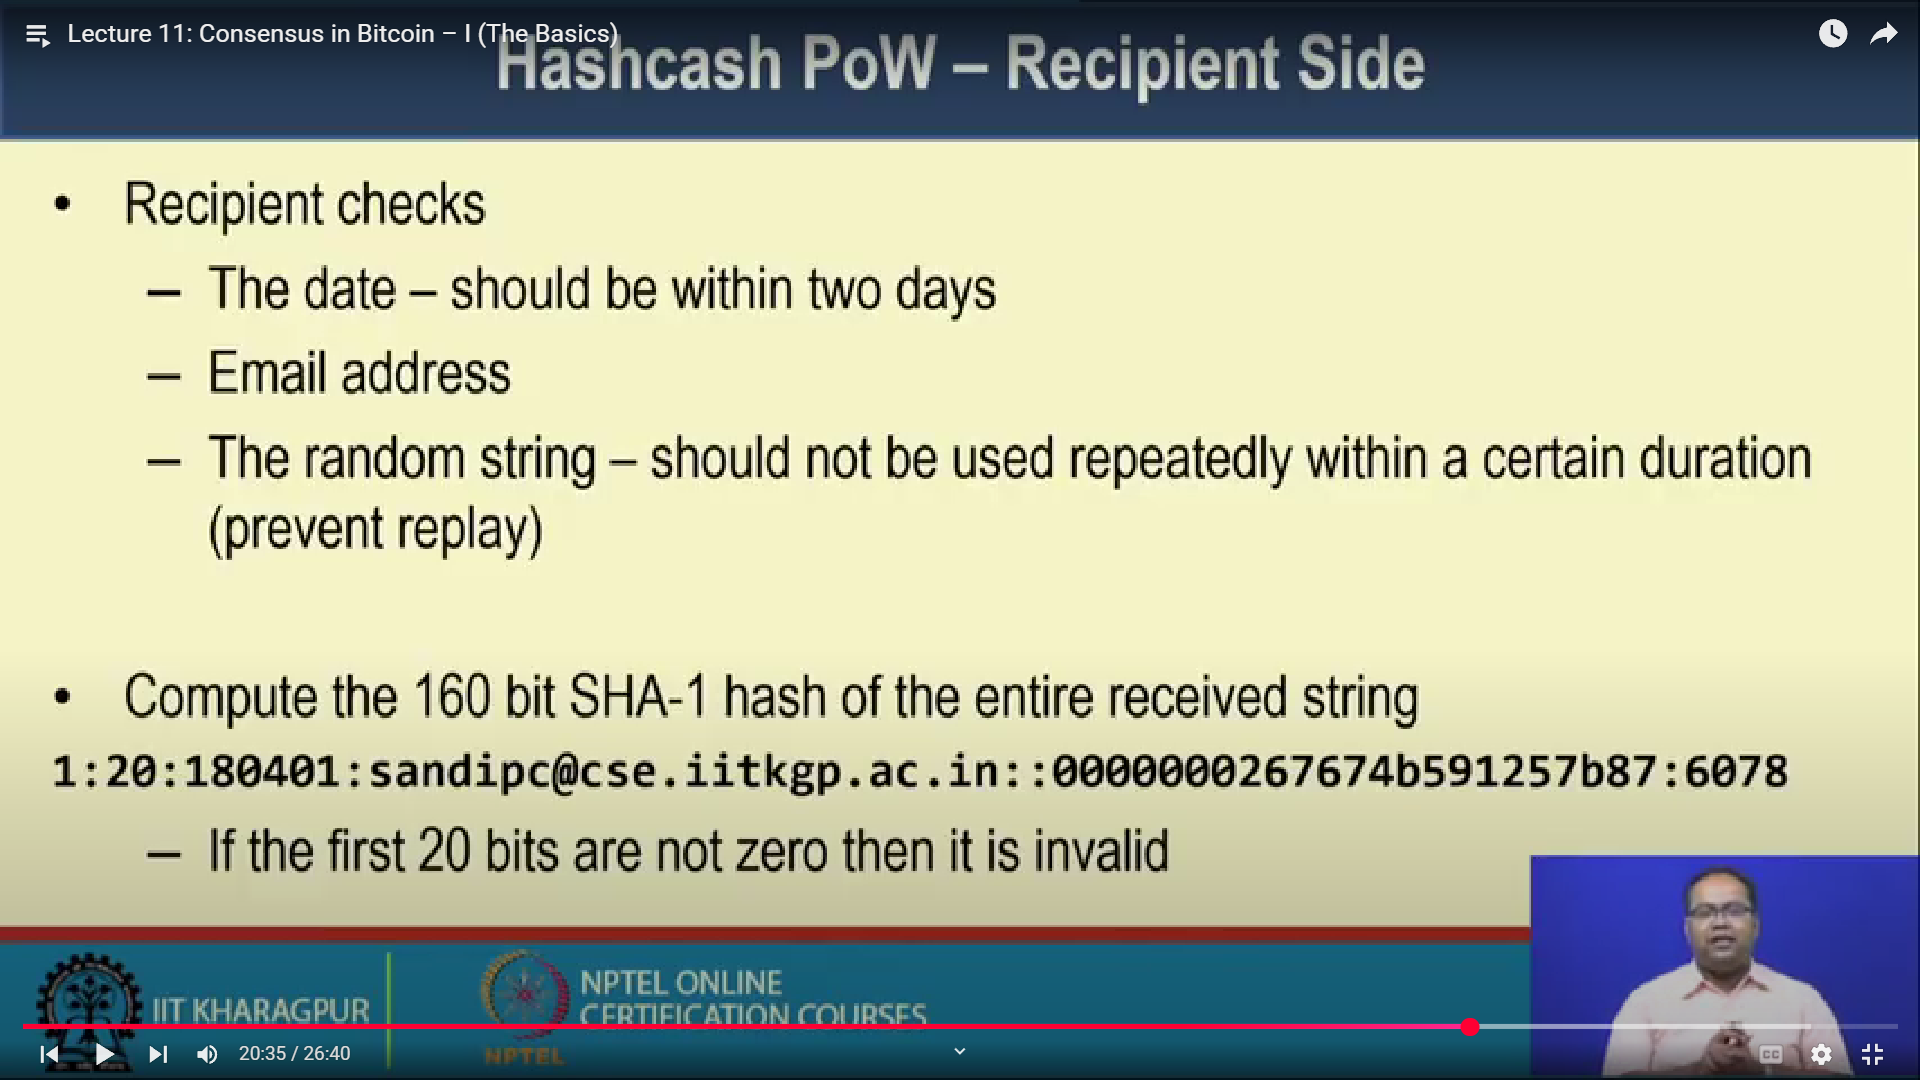 Lecture 11: Consensus in Bitcoin – I (The Basics)
Hashcash PoW – Recipient Side
• Recipient checks
– The date – should be within two days
– Email address
– The random string – should not be used repeatedly within a certain duration
(prevent replay)
• Compute the 160 bit SHA-1 hash of the entire received string
1:20:180401:sandipc@cse.iitkgp.ac.in::0000000267674b591257b87:6078
– If the first 20 bits are not zero then it is invalid
IIT KHARAGPUR
NPTEL ONLINE
CERTIFICATION COURSES
NPTEL
20:35 / 26:40
CC